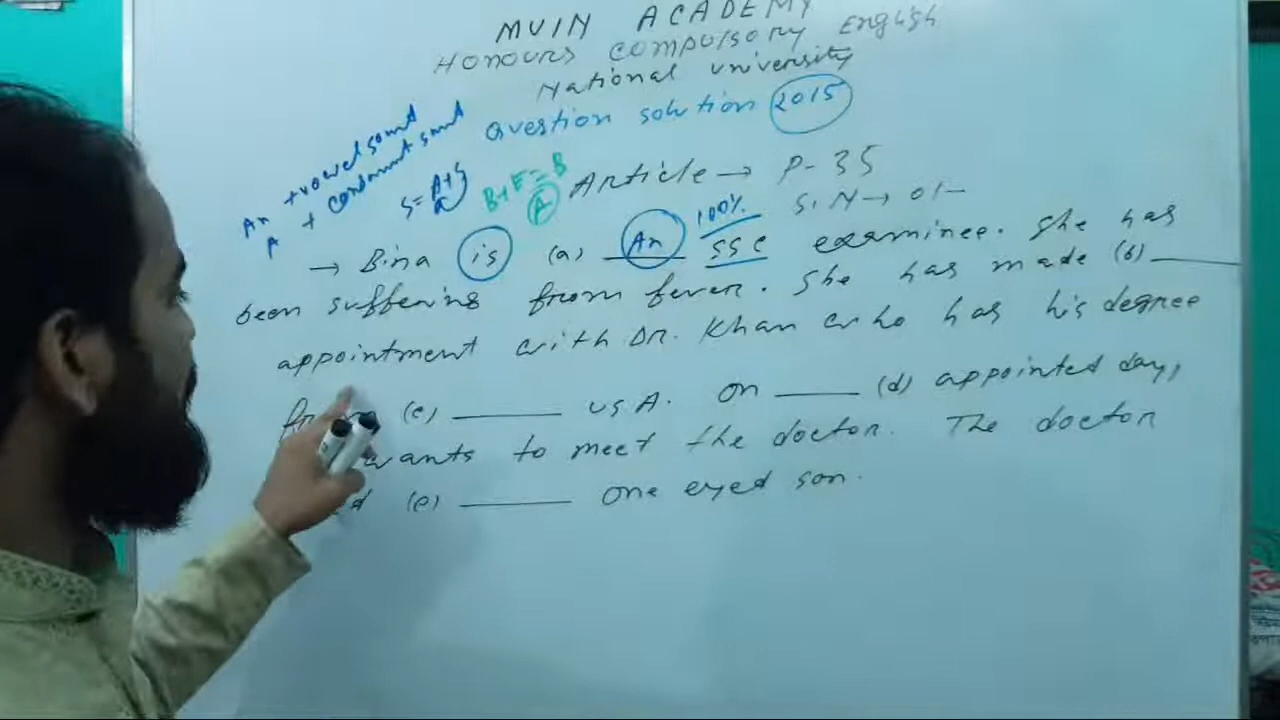 MUIN ACADEMY
Honours compulsory English
National university
Question solution 2015
Article → P-35
S.N → 01
An + vowel sound
A + consonant sound
S = A+S
B+E = B
A
→ Bina is (a) An SSC examinee. She has
100%
been suffering from fever. She has made (b)
appointment with Dr. Khan who has his degree
(c) USA. On (d) appointed day,
wants to meet the doctor. The doctor
(e) one eyed son.